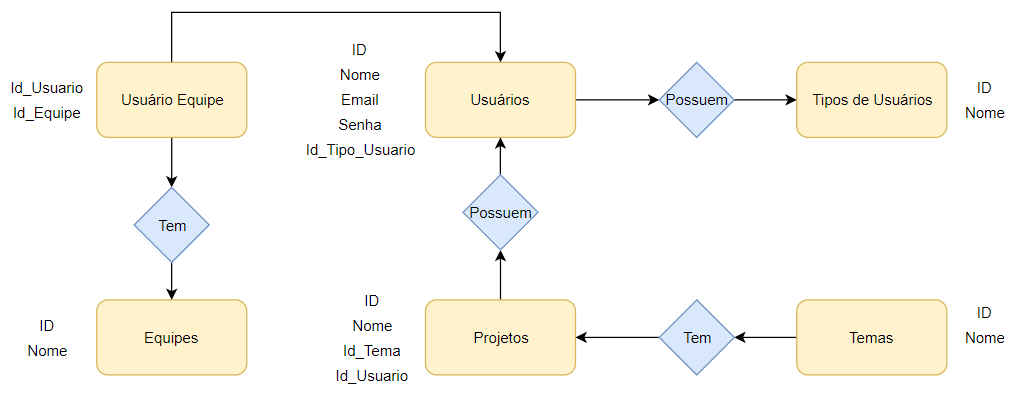 Id_Usuario
Id_Equipe
Usuário Equipe
ID
Nome
Email
Senha
Id_Tipo_Usuario
Usuários
Possuem
Tipos de Usuários
ID
Nome
Tem
Possuem
ID
Nome
Equipes
ID
Nome
Id_Tema
Id_Usuario
Projetos
Tem
Temas
ID
Nome